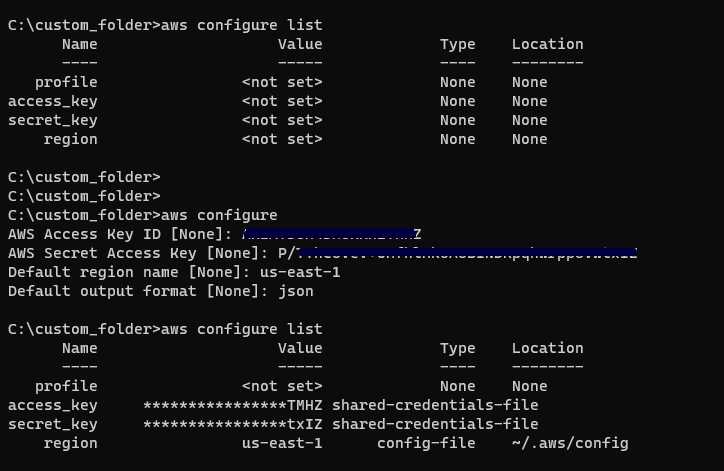 C:\custom_folder>aws configure list
Name Value Type Location
---- ----- ---- --------
profile <not set> None None
access_key <not set> None None
secret_key <not set> None None
region <not set> None None
C:\custom_folder>
C:\custom_folder>
C:\custom_folder>aws configure
AWS Access Key ID [None]:
AWS Secret Access Key [None]:
Default region name [None]: us-east-1
Default output format [None]: json
C:\custom_folder>aws configure list
Name Value Type Location
---- ----- ---- --------
profile <not set> None None
access_key ****************TMHZ shared-credentials-file
secret_key ****************txIZ shared-credentials-file
region us-east-1 config-file ~/.aws/config